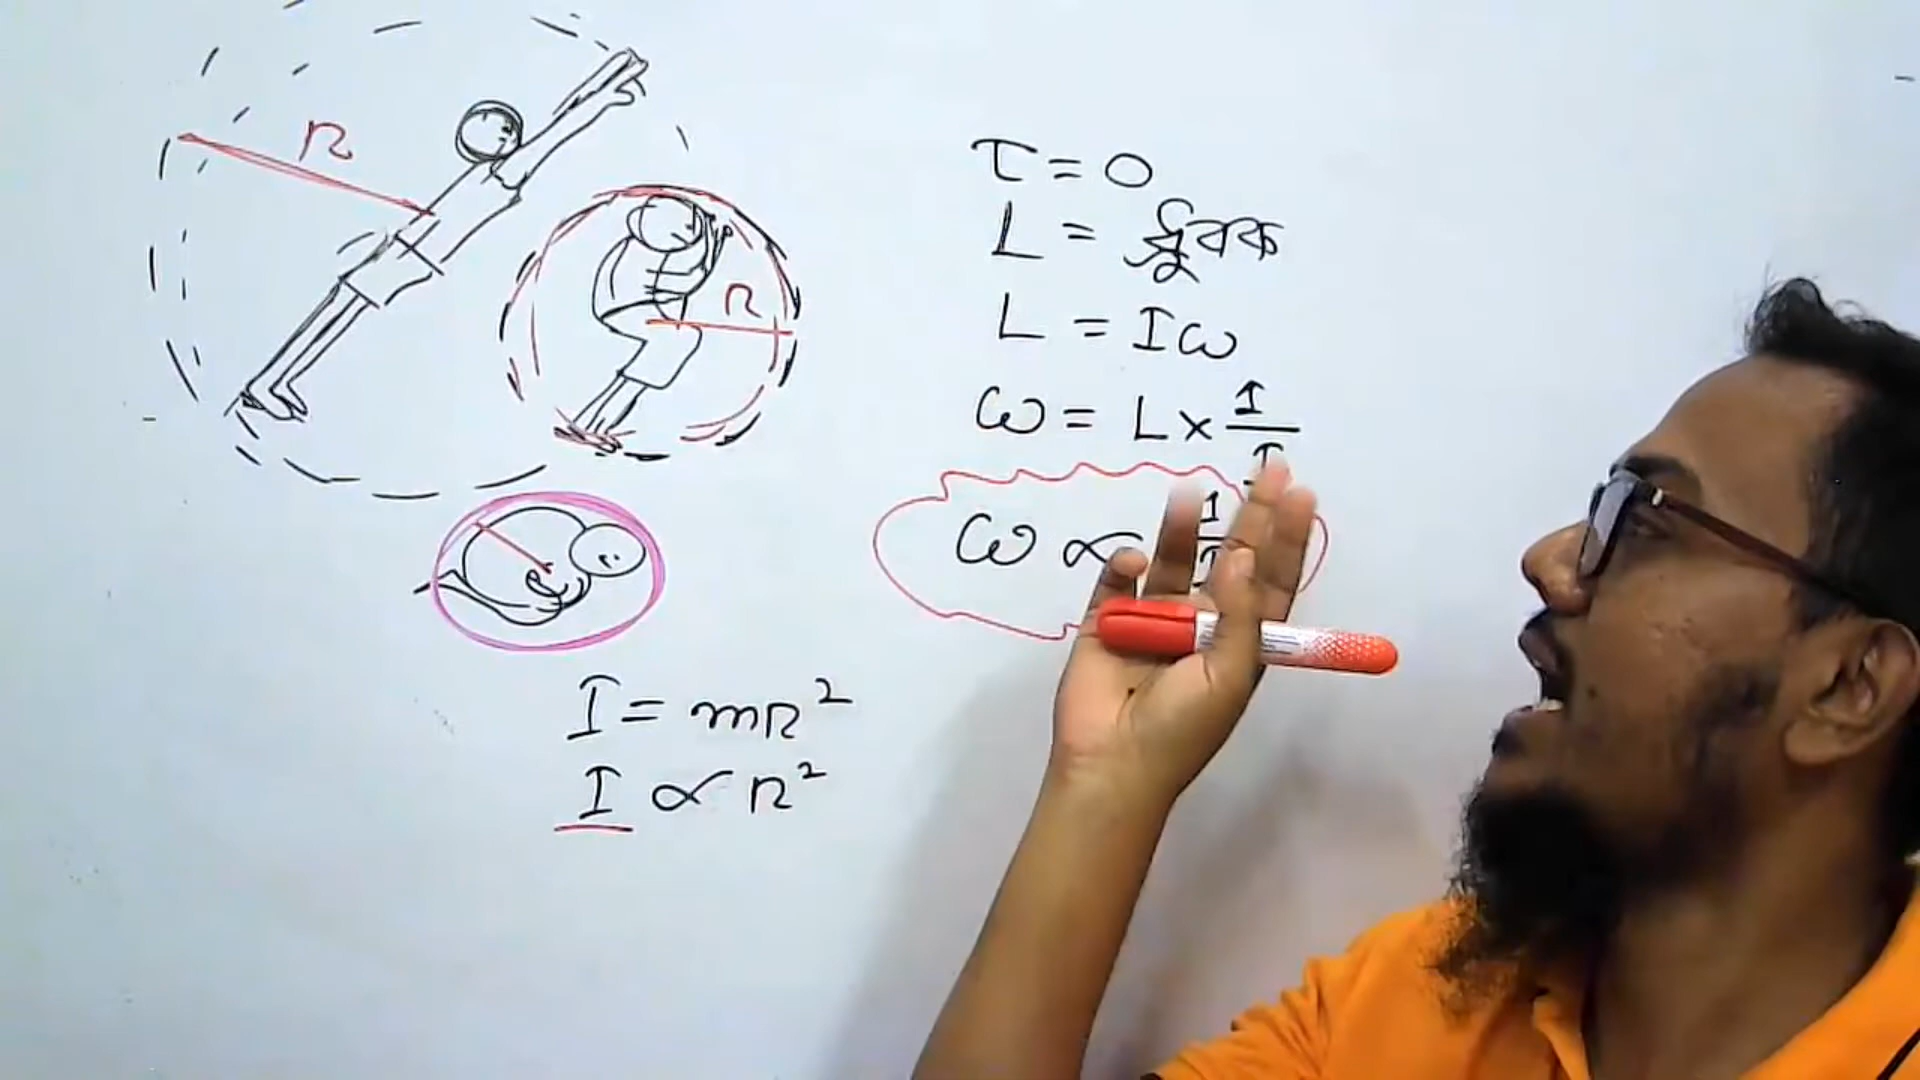 r
r
τ = 0
L = ধ্রুবক
L = Iω
ω = L × 1/I
ω ∝ 1/I
I = mr²
I ∝ r²